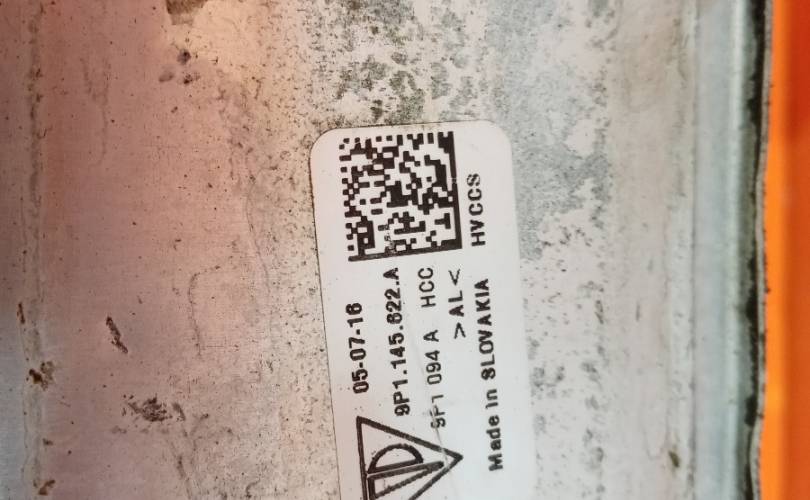 05-07-16
9P1.145.622.A
9P1 094 A HCC
>AL<
Made in SLOVAKIA HVCCS